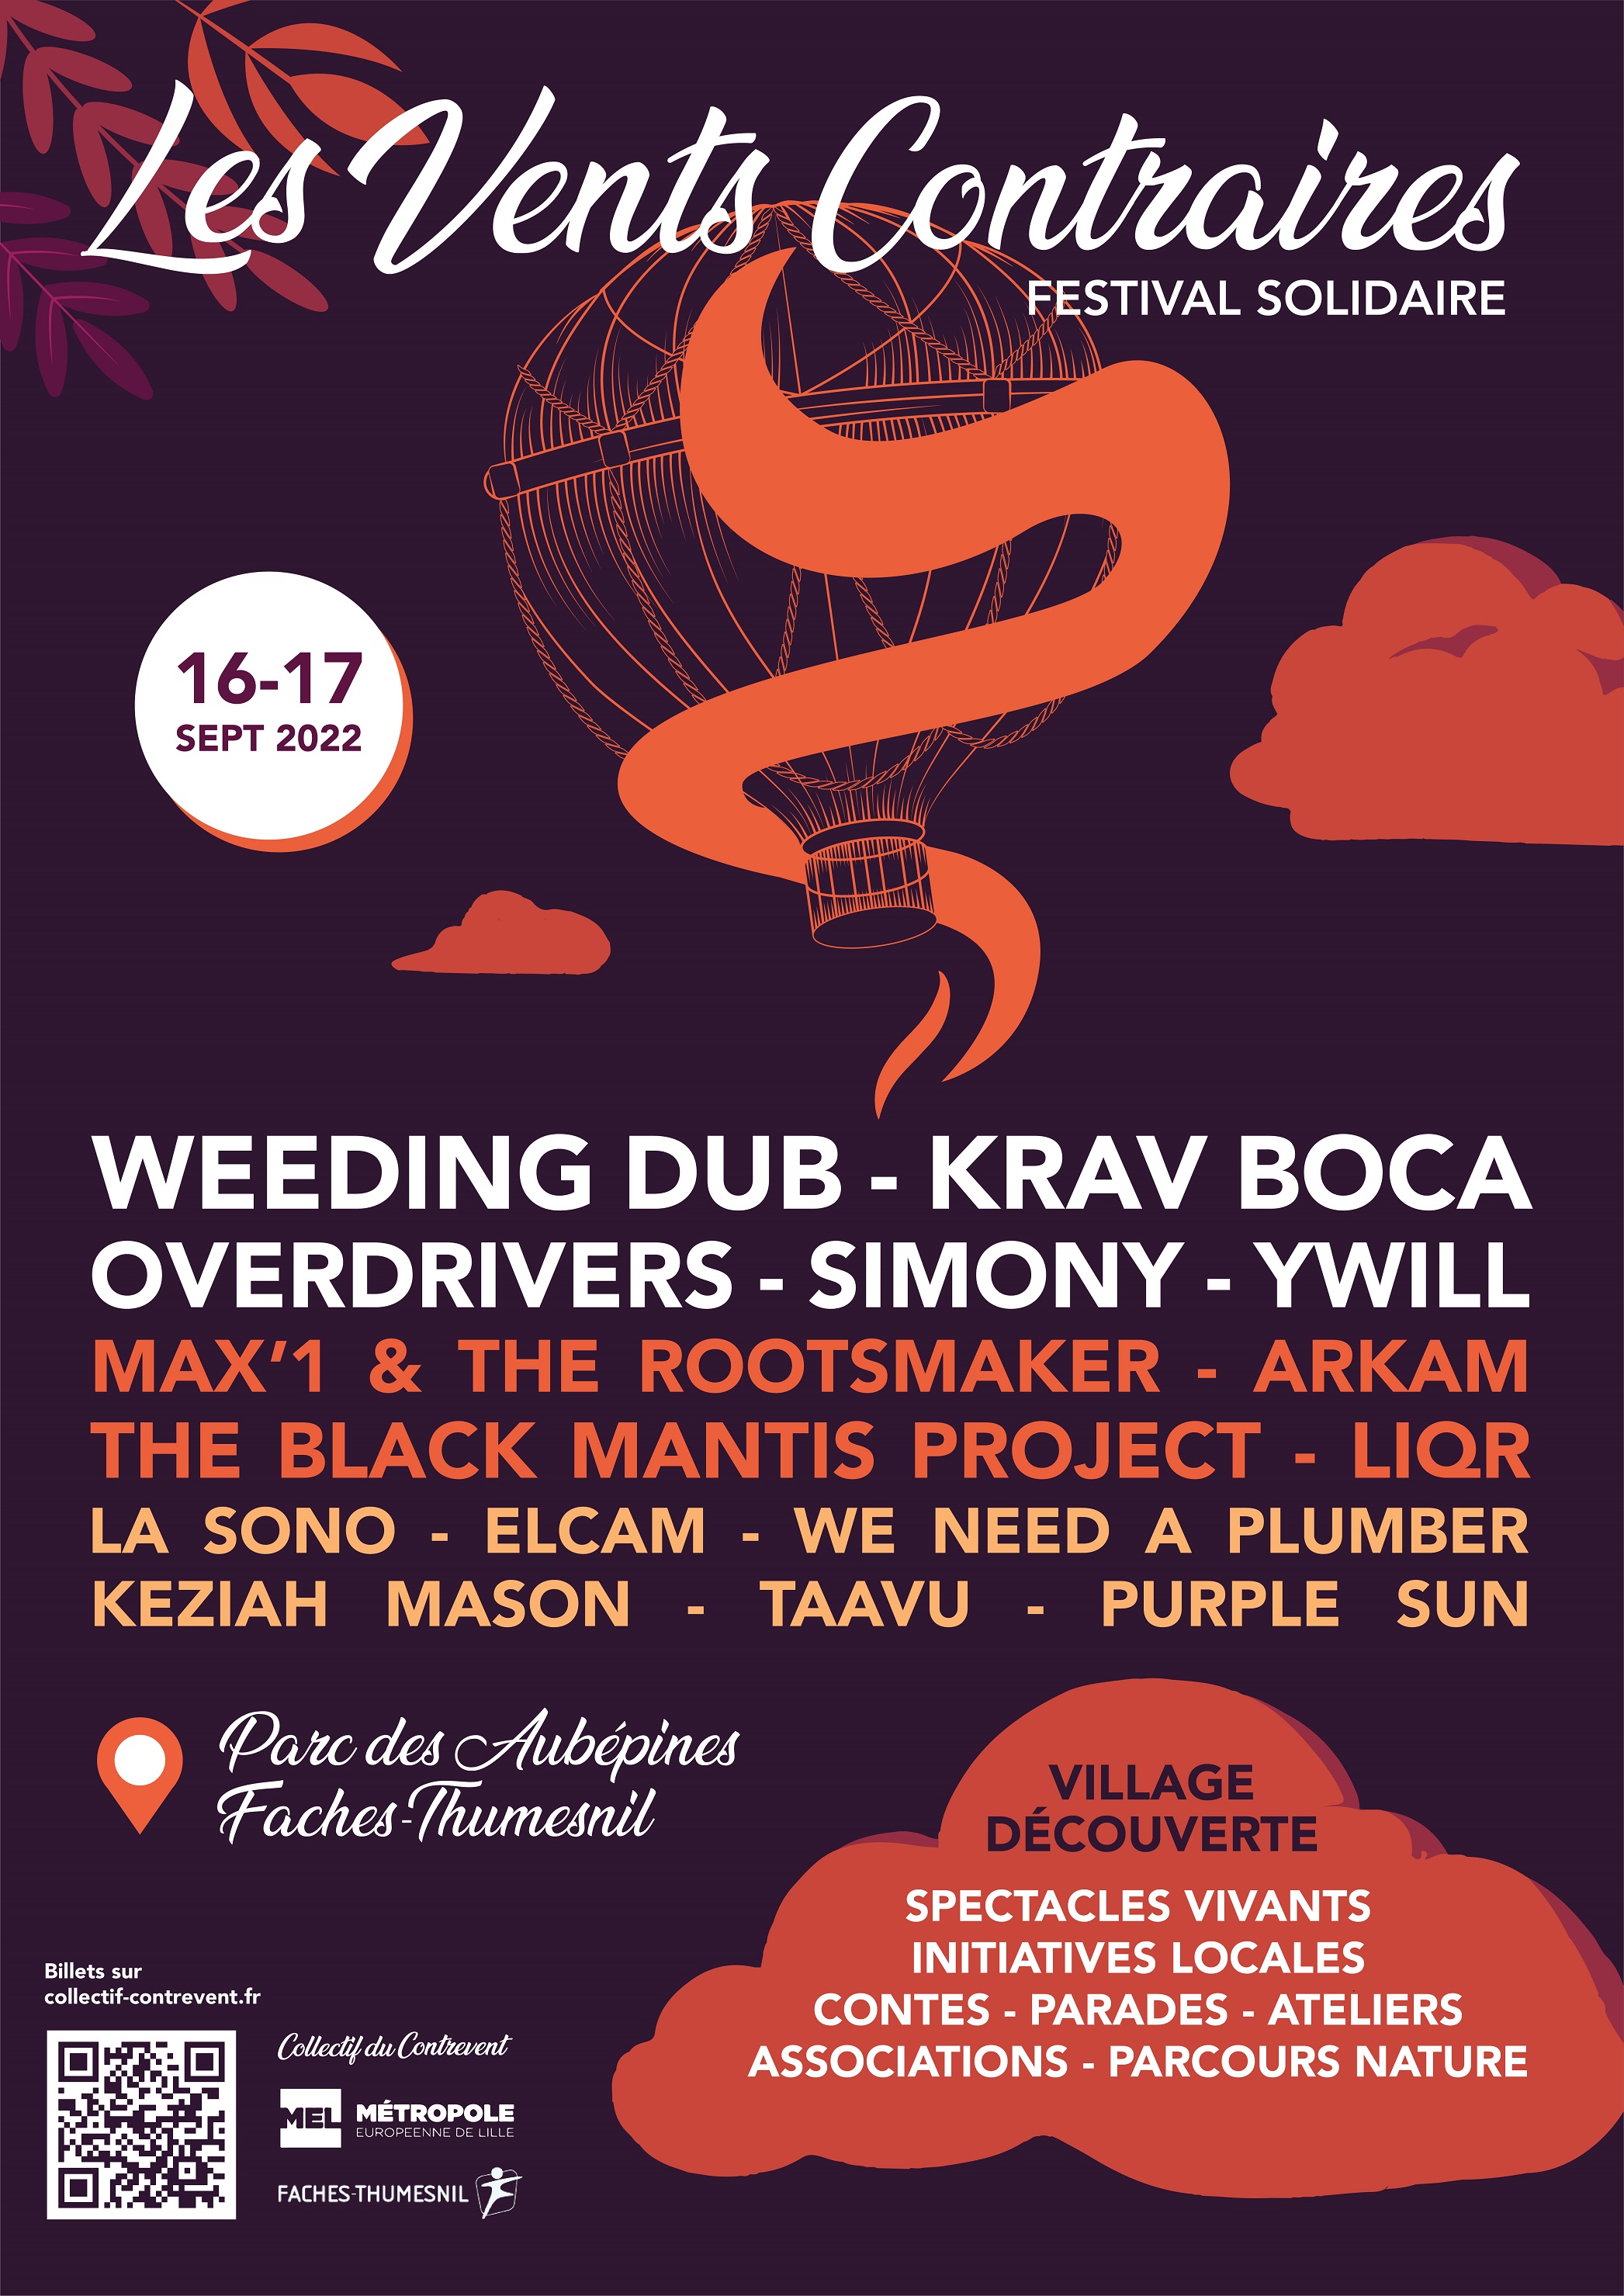 Les Vents Contraires
FESTIVAL SOLIDAIRE
16-17
SEPT 2022
WEEDING DUB - KRAV BOCA
OVERDRIVERS - SIMONY - YWILL
MAX'1 & THE ROOTSMAKER - ARKAM
THE BLACK MANTIS PROJECT - LIQR
LA SONO - ELCAM - WE NEED A PLUMBER
KEZIAH MASON - TAAVU - PURPLE SUN
Parc des Aubépines
Faches-Thumesnil
VILLAGE
DÉCOUVERTE
SPECTACLES VIVANTS
INITIATIVES LOCALES
CONTES - PARADES - ATELIERS
ASSOCIATIONS - PARCOURS NATURE
Billets sur
collectif-contrevent.fr
Collectif du Contrevent
MEL MÉTROPOLE
EUROPEENNE DE LILLE
FACHES-THUMESNIL